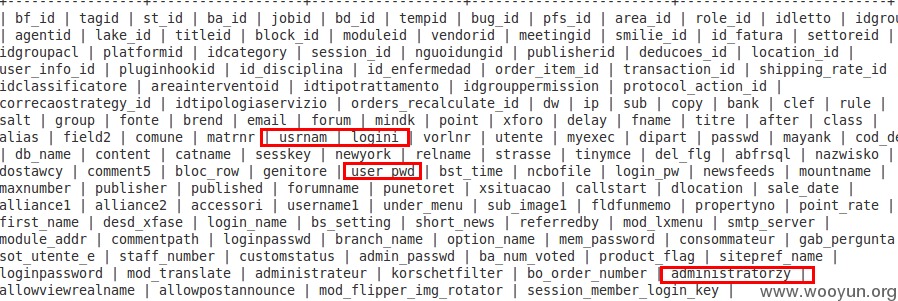 | bf_id | tagid | st_id | ba_id | jobid | bd_id | tempid | bug_id | pfs_id | area_id | role_id | idletto | idgrou
| agentid | lake_id | titleid | block_id | moduleid | vendorid | meetingid | smilie_id | id_fatura | settoreid |
idgroupacl | platformid | idcategory | session_id | nguoidungid | publisherid | deducoes_id | location_id |
user_info_id | pluginhookid | id_disciplina | id_enfermedad | order_item_id | transaction_id | shipping_rate_id
idclassificatore | areainterventoid | idtipotrattamento | idgrouppermission | protocol_action_id |
correcaostrategy_id | idtipologiaservizio | orders_recalculate_id | dw | ip | sub | copy | bank | clef | rule |
salt | group | fonte | brend | email | forum | mindk | point | xforo | delay | fname | titre | after | class |
alias | field2 | comune | matrnr | usrnam | logini | vorlnr | utente | myexec | dipart | passwd | mayank | cod_de
| db_name | content | catname | sesskey | newyork | relname | strasse | tinymce | del_flg | abfrsql | nazwisko |
dostawcy | comment5 | bloc_row | genitore | user_pwd | bst_time | ncbofile | login_pw | newsfeeds | mountname |
maxnumber | publisher | published | forumname | punetoret | xsituacao | callstart | dlocation | sale_date |
alliance1 | alliance2 | accessori | username1 | under_menu | sub_image1 | fldfunmemo | propertyno | point_rate |
first_name | desd_xfase | login_name | bs_setting | short_news | referredby | mod_lxmenu | smtp_server |
module_addr | commentpath | loginpasswd | branch_name | option_name | mem_password | consommateur | gab_pergunta
sot_utente_e | staff_number | customstatus | admin_passwd | ba_num_voted | product_flag | sitepref_name |
loginpassword | mod_translate | administrateur | korschetfilter | bo_order_number | administratorzy |
allowviewrealname | allowpostannounce | mod_flipper_img_rotator | session_member_login_key |
www.wooyun.org